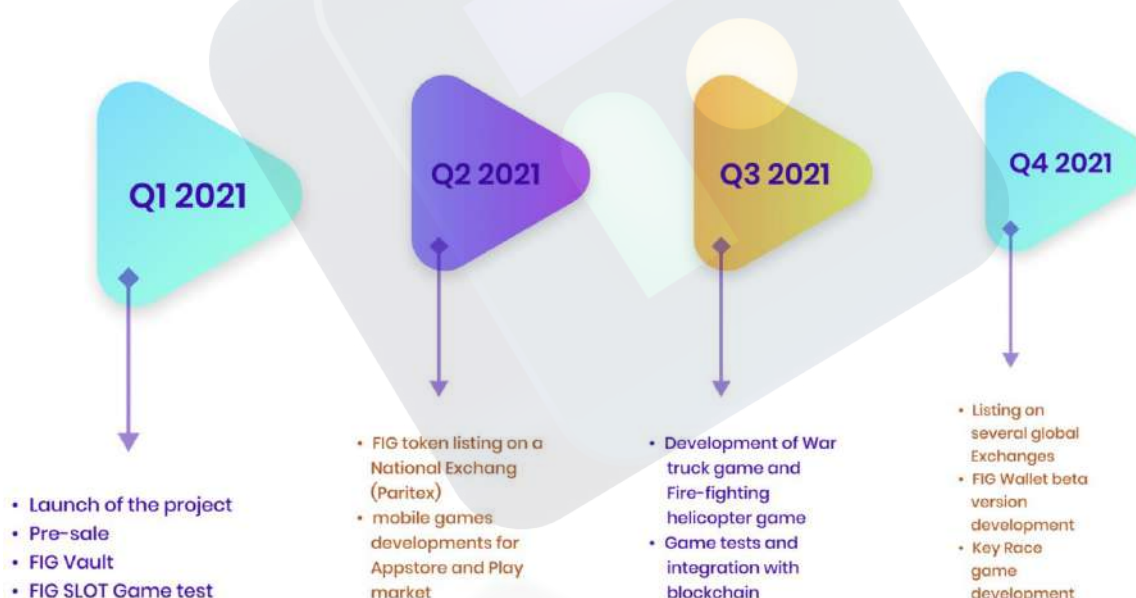 Q1 2021
• Launch of the project
• Pre-sale
• FIG Vault
• FIG SLOT Game test
Q2 2021
• FIG token listing on a
National Exchang
(Paritex)
• mobile games
developments for
Appstore and Play
market
Q3 2021
• Development of War
truck game and
Fire-fighting
helicopter game
• Game tests and
integration with
blockchain
Q4 2021
• Listing on
several global
Exchanges
• FIG Wallet beta
version
development
• Key Race
game
development